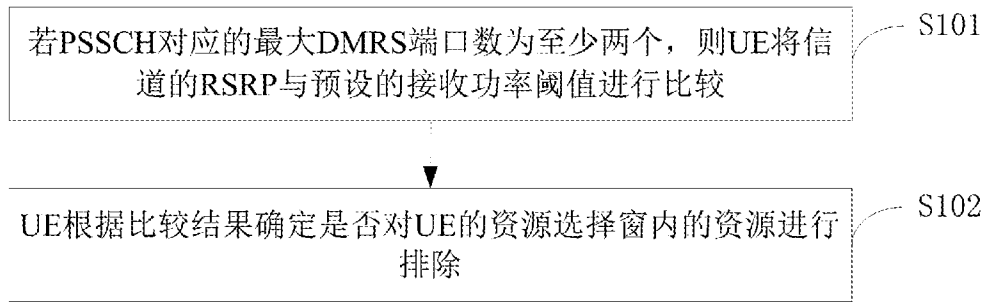 若PSSCH对应的最大DMRS端口数为至少两个，则UE将信
道的RSRP与预设的接收功率阈值进行比较
S101
UE根据比较结果确定是否对UE的资源选择窗内的资源进行
排除
S102